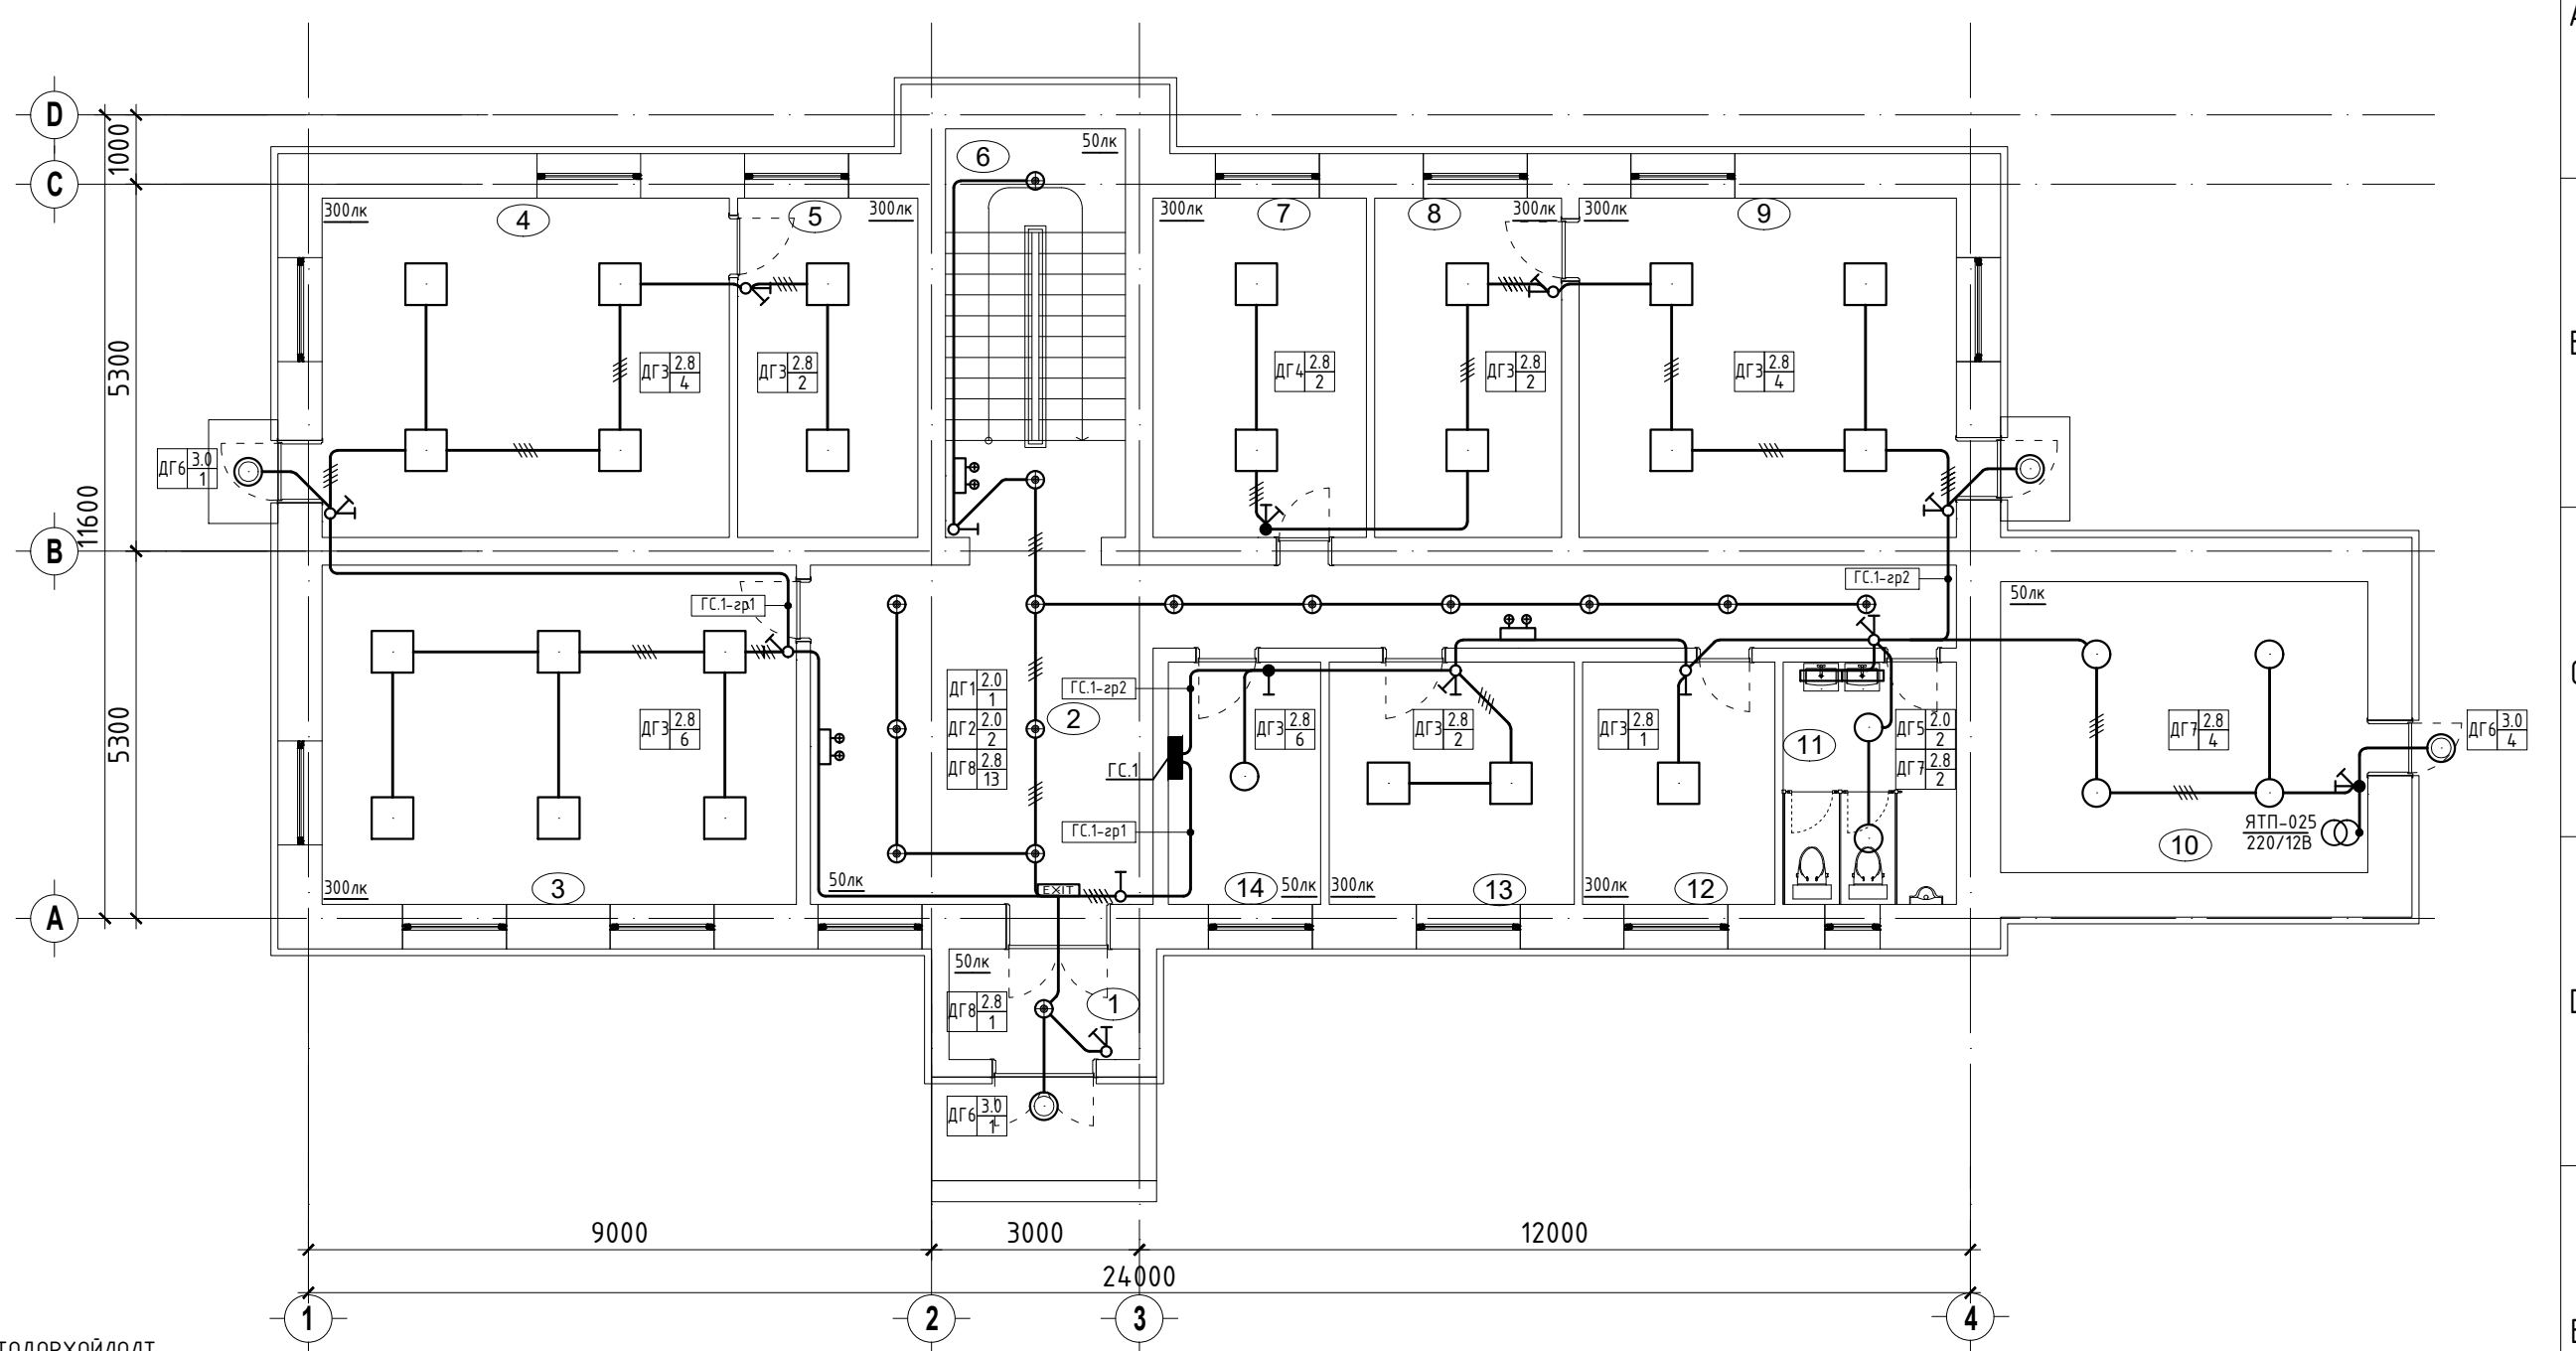 A
D
1000
6
50лк
C
300лк
4
5
300лк
300лк
7
8
300лк
300лк
9
5300
ДГ3 2.8
4
ДГ3 2.8
2
ДГ4 2.8
2
ДГ3 2.8
2
ДГ3 2.8
4
ДГ6 3.0
1
11600
B
ГС.1-гр1
ГС.1-гр2
50лк
5300
ДГ3 2.8
6
ДГ1 2.0
1
ДГ2 2.0
2
ДГ8 2.8
13
ГС.1-гр2
2
ГС.1
ГС.1-гр1
ДГ3 2.8
6
ДГ3 2.8
2
ДГ3 2.8
1
11
ДГ5 2.0
2
ДГ7 2.8
2
ДГ7 2.8
4
ДГ6 3.0
4
ЯТП-025
220/12В
10
300лк
3
50лк
EXIT
14
50лк
300лк
13
300лк
12
A
50лк
ДГ8 2.8
1
1
ДГ6 3.0
1
9000
3000
12000
24000
1
2
3
4